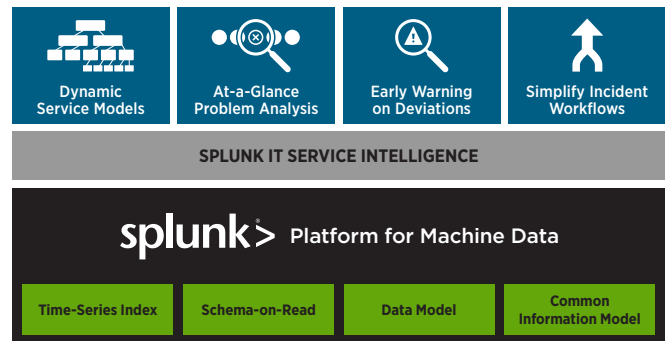 Dynamic
Service Models
At-a-Glance
Problem Analysis
Early Warning
on Deviations
Simplify Incident
Workflows
SPLUNK IT SERVICE INTELLIGENCE
splunk> Platform for Machine Data
Time-Series Index
Schema-on-Read
Data Model
Common
Information Model